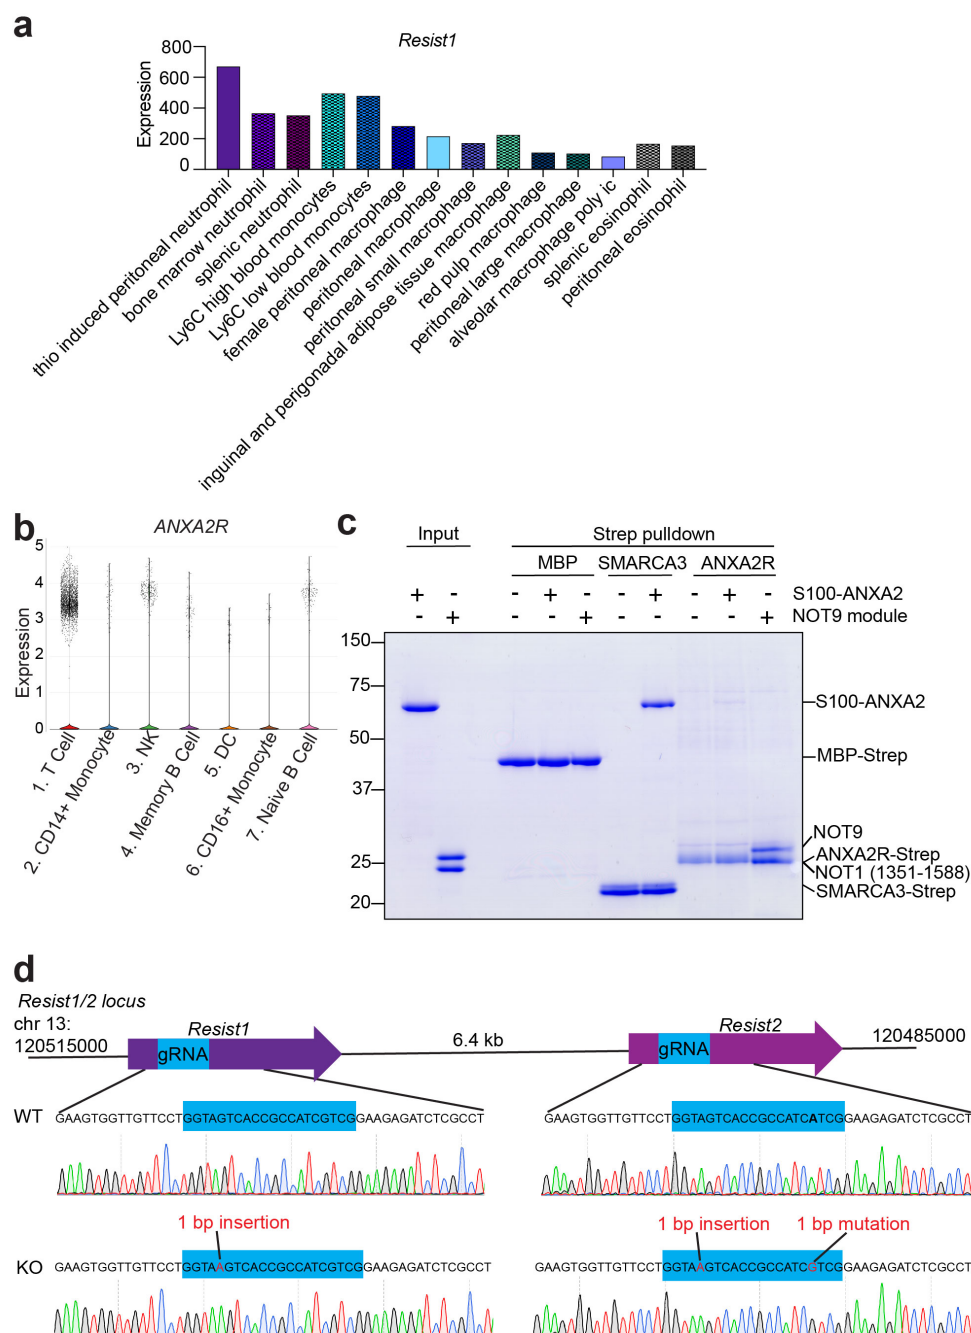 a
Resist1
Expression
800
600
400
200
0
thio induced peritoneal neutrophil
bone marrow neutrophil
splenic neutrophil
Ly6C high blood monocytes
Ly6C low blood monocytes
female peritoneal macrophage
peritoneal macrophage
peritoneal small macrophage
inguinal and perigonadal adipose tissue macrophage
red pulp macrophage
peritoneal large macrophage
alveolar macrophage poly ic
splenic eosinophil
peritoneal eosinophil
b
ANXA2R
Expression
5
4
3
2
1
0
1. T Cell
2. CD14+ Monocyte
3. NK
4. Memory B Cell
5. DC
6. CD16+ Monocyte
7. Naive B Cell
c
Input Strep pulldown
MBP SMARCA3 ANXA2R
+ - - + - - + - + - S100-ANXA2
- + - - + - - - - + NOT9 module
150
75
50
37
25
20
S100-ANXA2
MBP-Strep
NOT9
ANXA2R-Strep
NOT1 (1351-1588)
SMARCA3-Strep
d
Resist1/2 locus
chr 13:
120515000
Resist1
gRNA
6.4 kb
Resist2
gRNA
120485000
WT
GAAGTGGTTGTTCCTGGTAGTCACCGCCATCGTCGGAAGAGATCTCGCCT
GAAGTGGTTGTTCCTGGTAGTCACCGCCATCATCGGAAGAGATCTCGCCT
1 bp insertion
1 bp insertion 1 bp mutation
KO
GAAGTGGTTGTTCCTGGTAAGTCACCGCCATCGTCGGAAGAGATCTCGCCT
GAAGTGGTTGTTCCTGGTAAGTCACCGCCATCGTCGGAAGAGATCTCGCCT